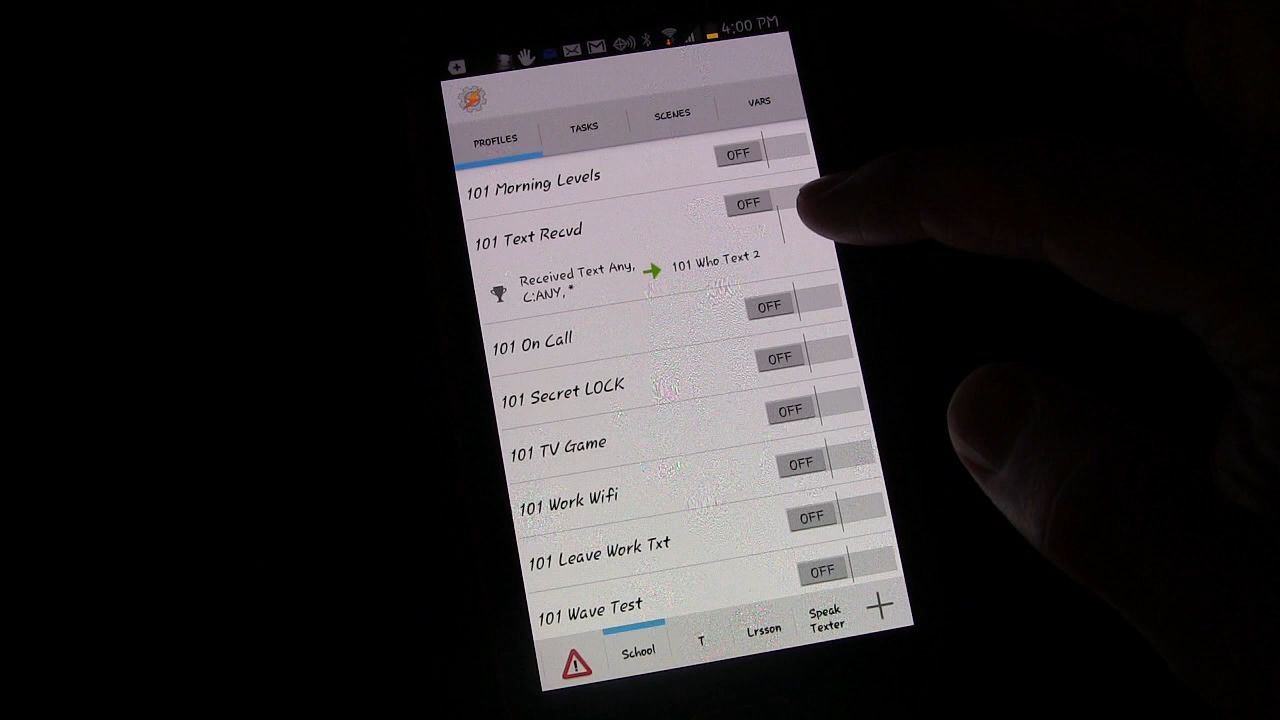 4:00 PM
PROFILES TASKS SCENES VARS
101 Morning Levels OFF
101 Text Recvd OFF
Received Text Any, 101 Who Text 2
C:ANY, *
101 On Call OFF
101 Secret LOCK OFF
101 TV Game OFF
101 Work Wifi OFF
101 Leave Work Txt OFF
101 Wave Test OFF
School T Lrsson Speak
Texter